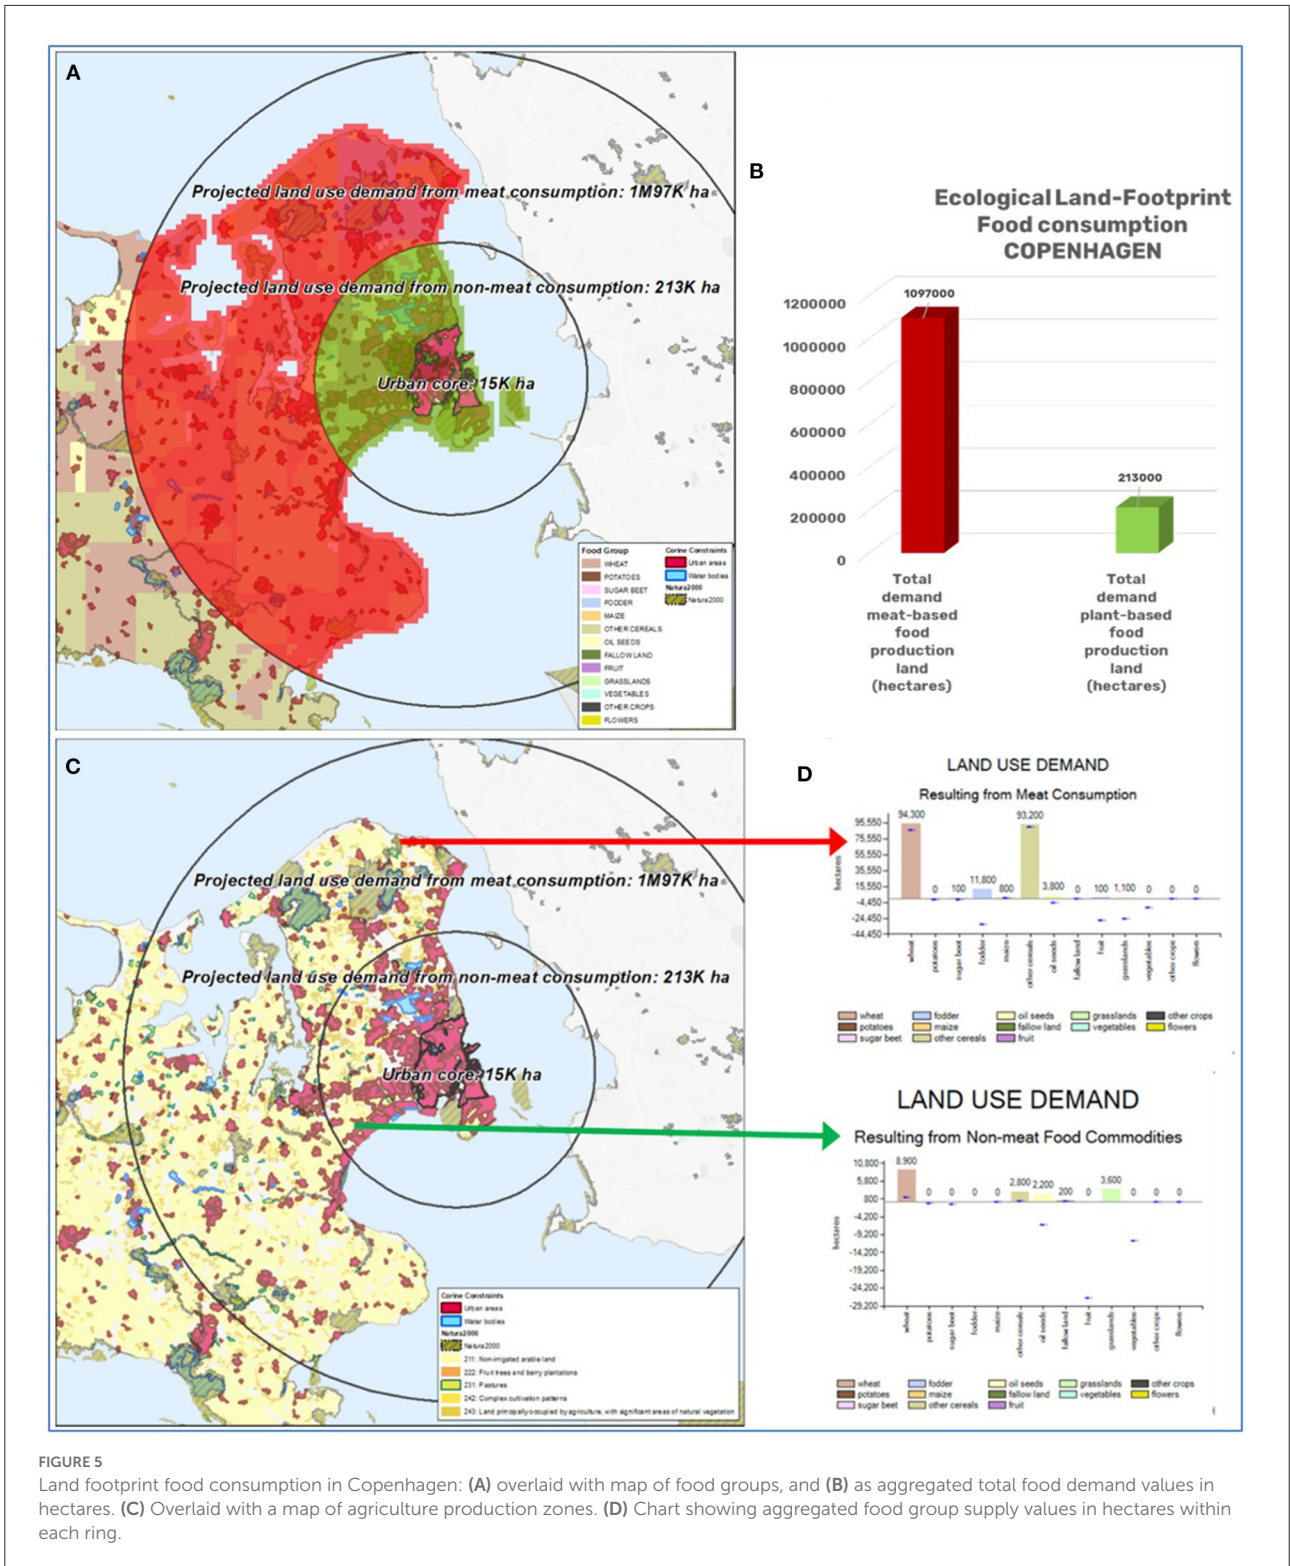 A
Projected land use demand from meat consumption: 1M97K ha
Projected land use demand from non-meat consumption: 213K ha
Urban core: 15K ha
Food Group
WHEAT
POTATOES
SUGAR BEET
FODDER
MAIZE
OTHER CEREALS
OIL SEEDS
FALLOW LAND
FRUIT
GRASSLANDS
VEGETABLES
OTHER CROPS
FLOWERS
Corine Constraints
Urban areas
Water bodies
Natura2000
Natura2000
B
Ecological Land-Footprint
Food consumption
COPENHAGEN
1200000
1000000
800000
600000
400000
200000
0
1097000
213000
Total
demand
meat-based
food
production
land
(hectares)
Total
demand
plant-based
food
production
land
(hectares)
C
Projected land use demand from meat consumption: 1M97K ha
Projected land use demand from non-meat consumption: 213K ha
Urban core: 15K ha
Corine Constraints
Urban areas
Water bodies
Natura2000
Natura2000
211: Non-irrigated arable land
222: Fruit trees and berry plantations
231: Pastures
242: Complex cultivation patterns
243: Land principally occupied by agriculture, with significant areas of natural vegetation
D
LAND USE DEMAND
Resulting from Meat Consumption
hectares
95,550
75,550
55,550
35,550
15,550
-4,450
-24,450
-44,450
94,300 0 100 11,800 800 93,200 3,800 0 100 1,100 0 0 0
wheat potatoes sugar beet fodder maize other cereals oil seeds fallow land fruit grasslands vegetables other crops flowers
wheat fodder oil seeds grasslands other crops
potatoes maize fallow land vegetables flowers
sugar beet other cereals fruit
LAND USE DEMAND
Resulting from Non-meat Food Commodities
hectares
10,800
5,800
800
-4,200
-9,200
-14,200
-19,200
-24,200
-29,200
8,900 0 0 0 0 2,800 2,200 200 0 3,600 0 0 0
wheat potatoes sugar beet fodder maize other cereals oil seeds fallow land fruit grasslands vegetables other crops flowers
wheat fodder oil seeds grasslands other crops
potatoes maize fallow land vegetables flowers
sugar beet other cereals fruit
FIGURE 5
Land footprint food consumption in Copenhagen: (A) overlaid with map of food groups, and (B) as aggregated total food demand values in
hectares. (C) Overlaid with a map of agriculture production zones. (D) Chart showing aggregated food group supply values in hectares within
each ring.